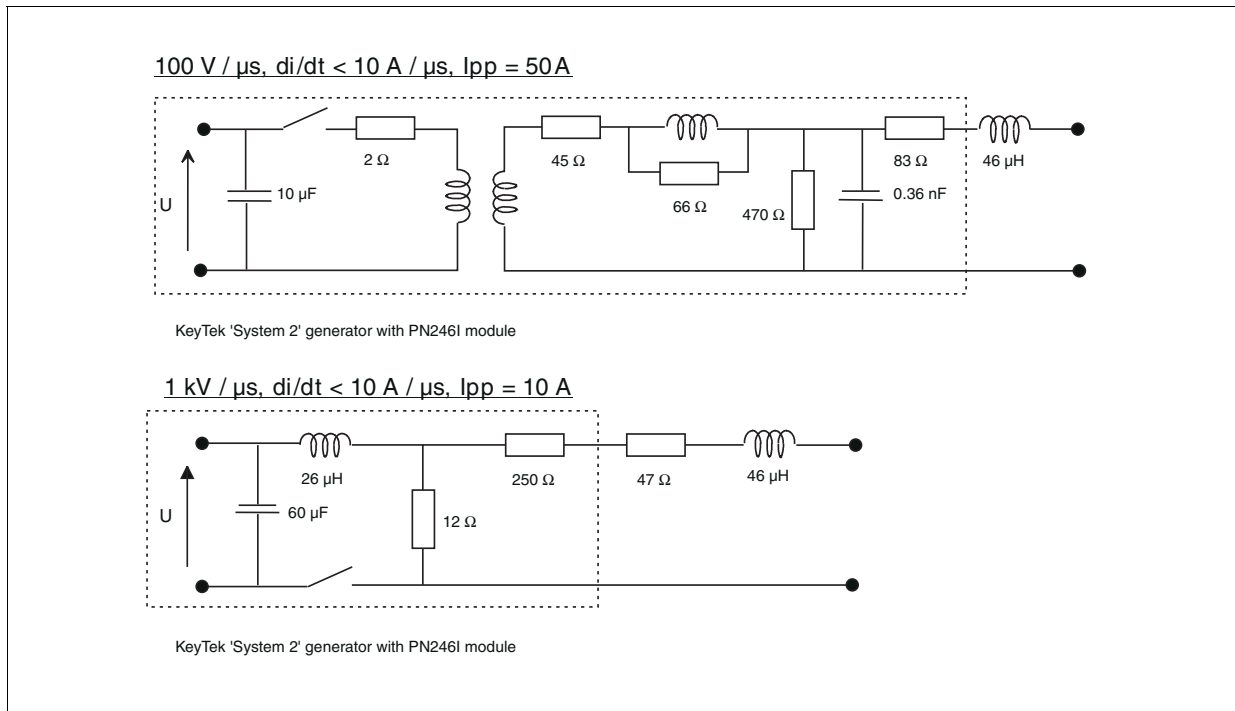 100 V / µs, di/dt < 10 A / µs, Ipp = 50A
45 Ω
83 Ω
46 µH
2 Ω
U
10 µF
66 Ω
470 Ω
0.36 nF
KeyTek 'System 2' generator with PN246I module
1 kV / µs, di/dt < 10 A / µs, Ipp = 10 A
26 µH
250 Ω
47 Ω
46 µH
U
60 µF
12 Ω
KeyTek 'System 2' generator with PN246I module